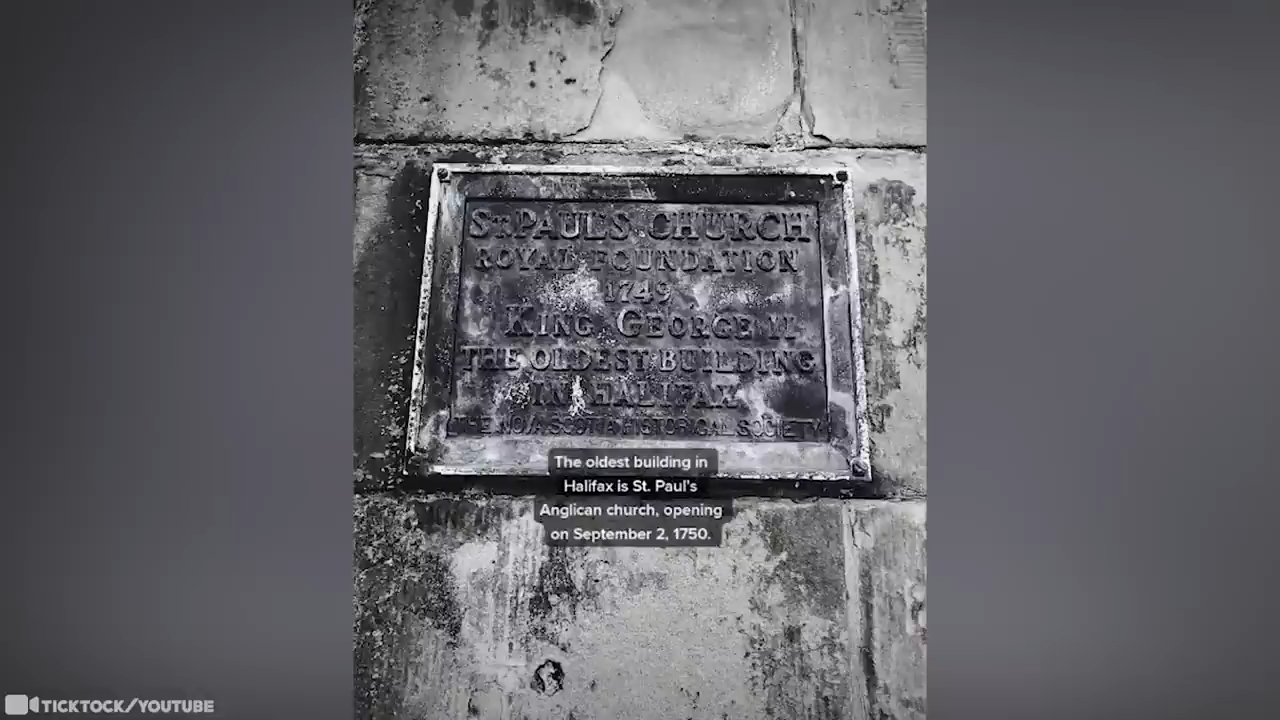 ST. PAUL'S CHURCH
ROYAL FOUNDATION
1749
KING GEORGE II
THE OLDEST BUILDING
IN HALIFAX
THE NOVA SCOTIA HISTORICAL SOCIETY
The oldest building in
Halifax is St. Paul's
Anglican church, opening
on September 2, 1750.
TICKTOCK/YOUTUBE